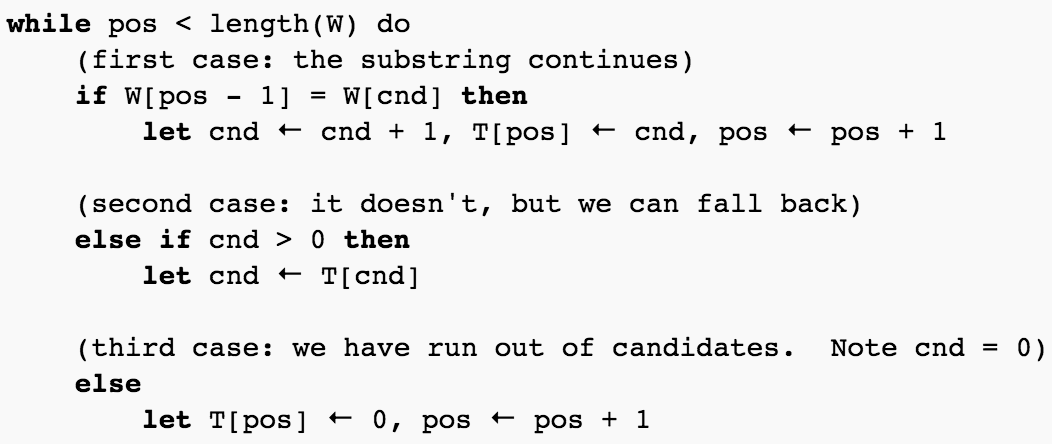 while pos < length(W) do
    (first case: the substring continues)
    if W[pos - 1] = W[cnd] then
        let cnd ← cnd + 1, T[pos] ← cnd, pos ← pos + 1

    (second case: it doesn't, but we can fall back)
    else if cnd > 0 then
        let cnd ← T[cnd]

    (third case: we have run out of candidates.  Note cnd = 0)
    else
        let T[pos] ← 0, pos ← pos + 1